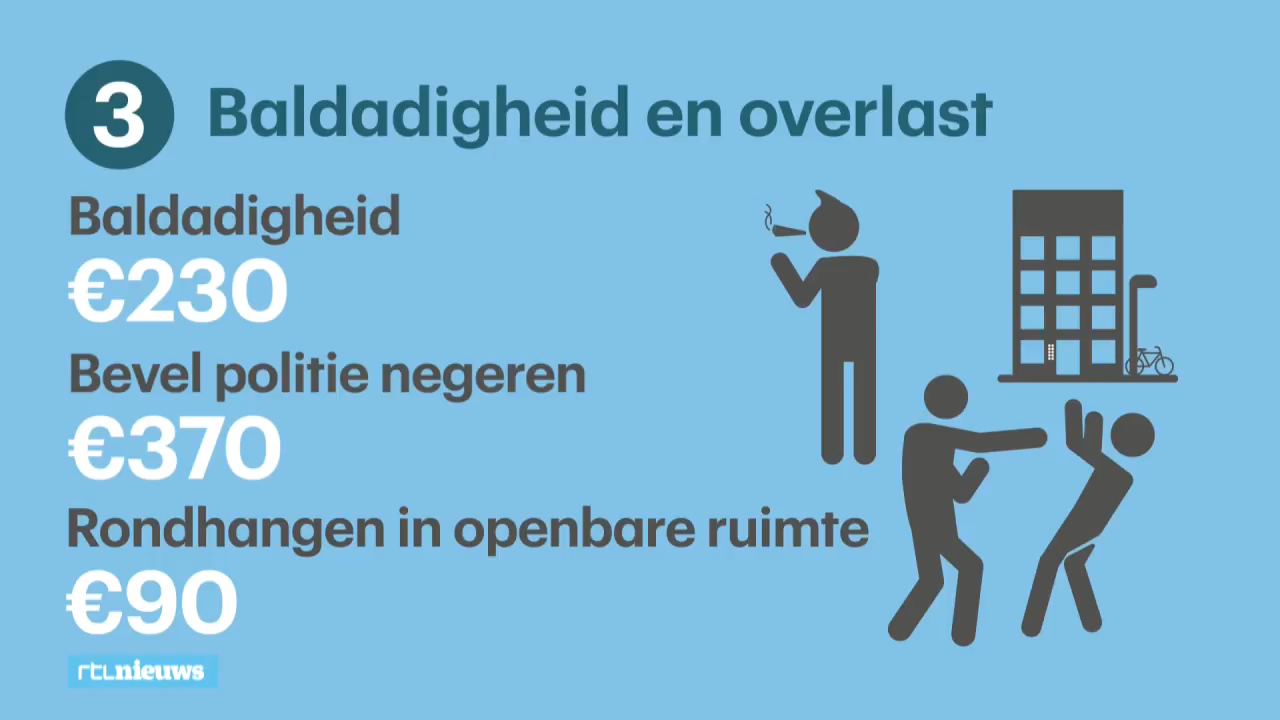 3 Baldadigheid en overlast
Baldadigheid
€230
Bevel politie negeren
€370
Rondhangen in openbare ruimte
€90
rtlnieuws